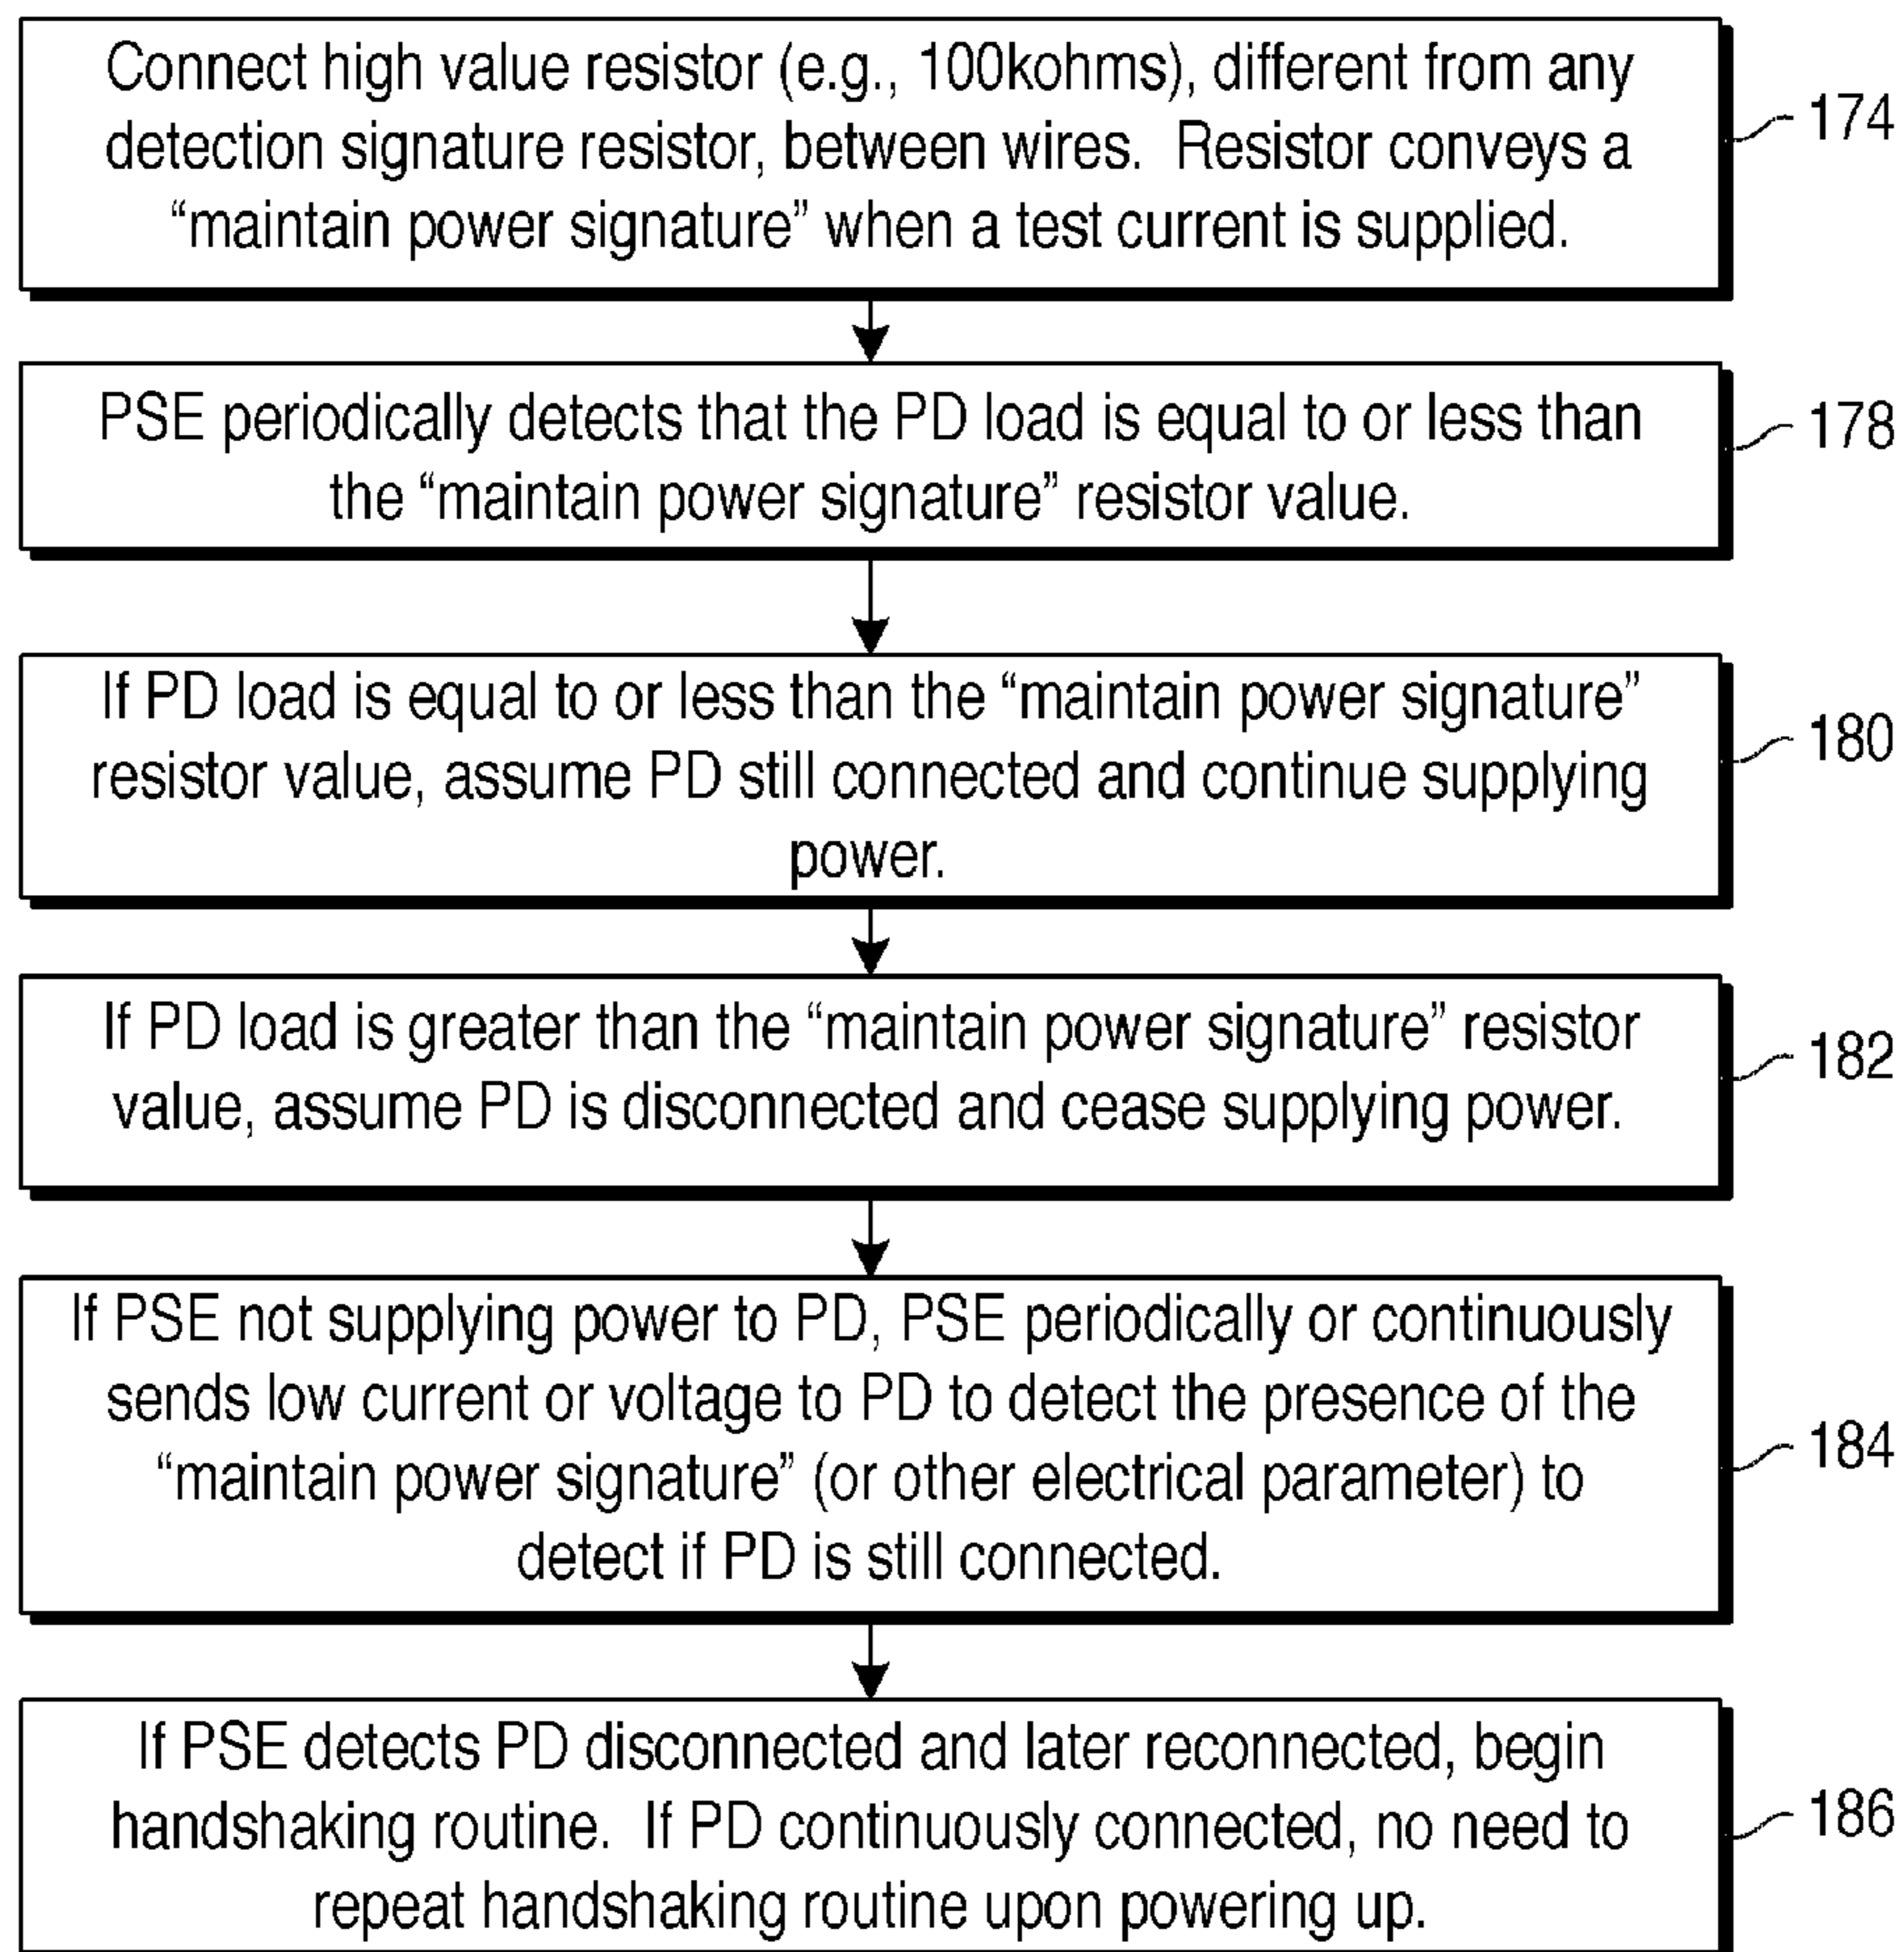 Connect high value resistor (e.g., 100kohms), different from any
detection signature resistor, between wires. Resistor conveys a
“maintain power signature” when a test current is supplied.
174
PSE periodically detects that the PD load is equal to or less than
the “maintain power signature” resistor value.
178
If PD load is equal to or less than the “maintain power signature”
resistor value, assume PD still connected and continue supplying
power.
180
If PD load is greater than the “maintain power signature” resistor
value, assume PD is disconnected and cease supplying power.
182
If PSE not supplying power to PD, PSE periodically or continuously
sends low current or voltage to PD to detect the presence of the
“maintain power signature” (or other electrical parameter) to
detect if PD is still connected.
184
If PSE detects PD disconnected and later reconnected, begin
handshaking routine. If PD continuously connected, no need to
repeat handshaking routine upon powering up.
186